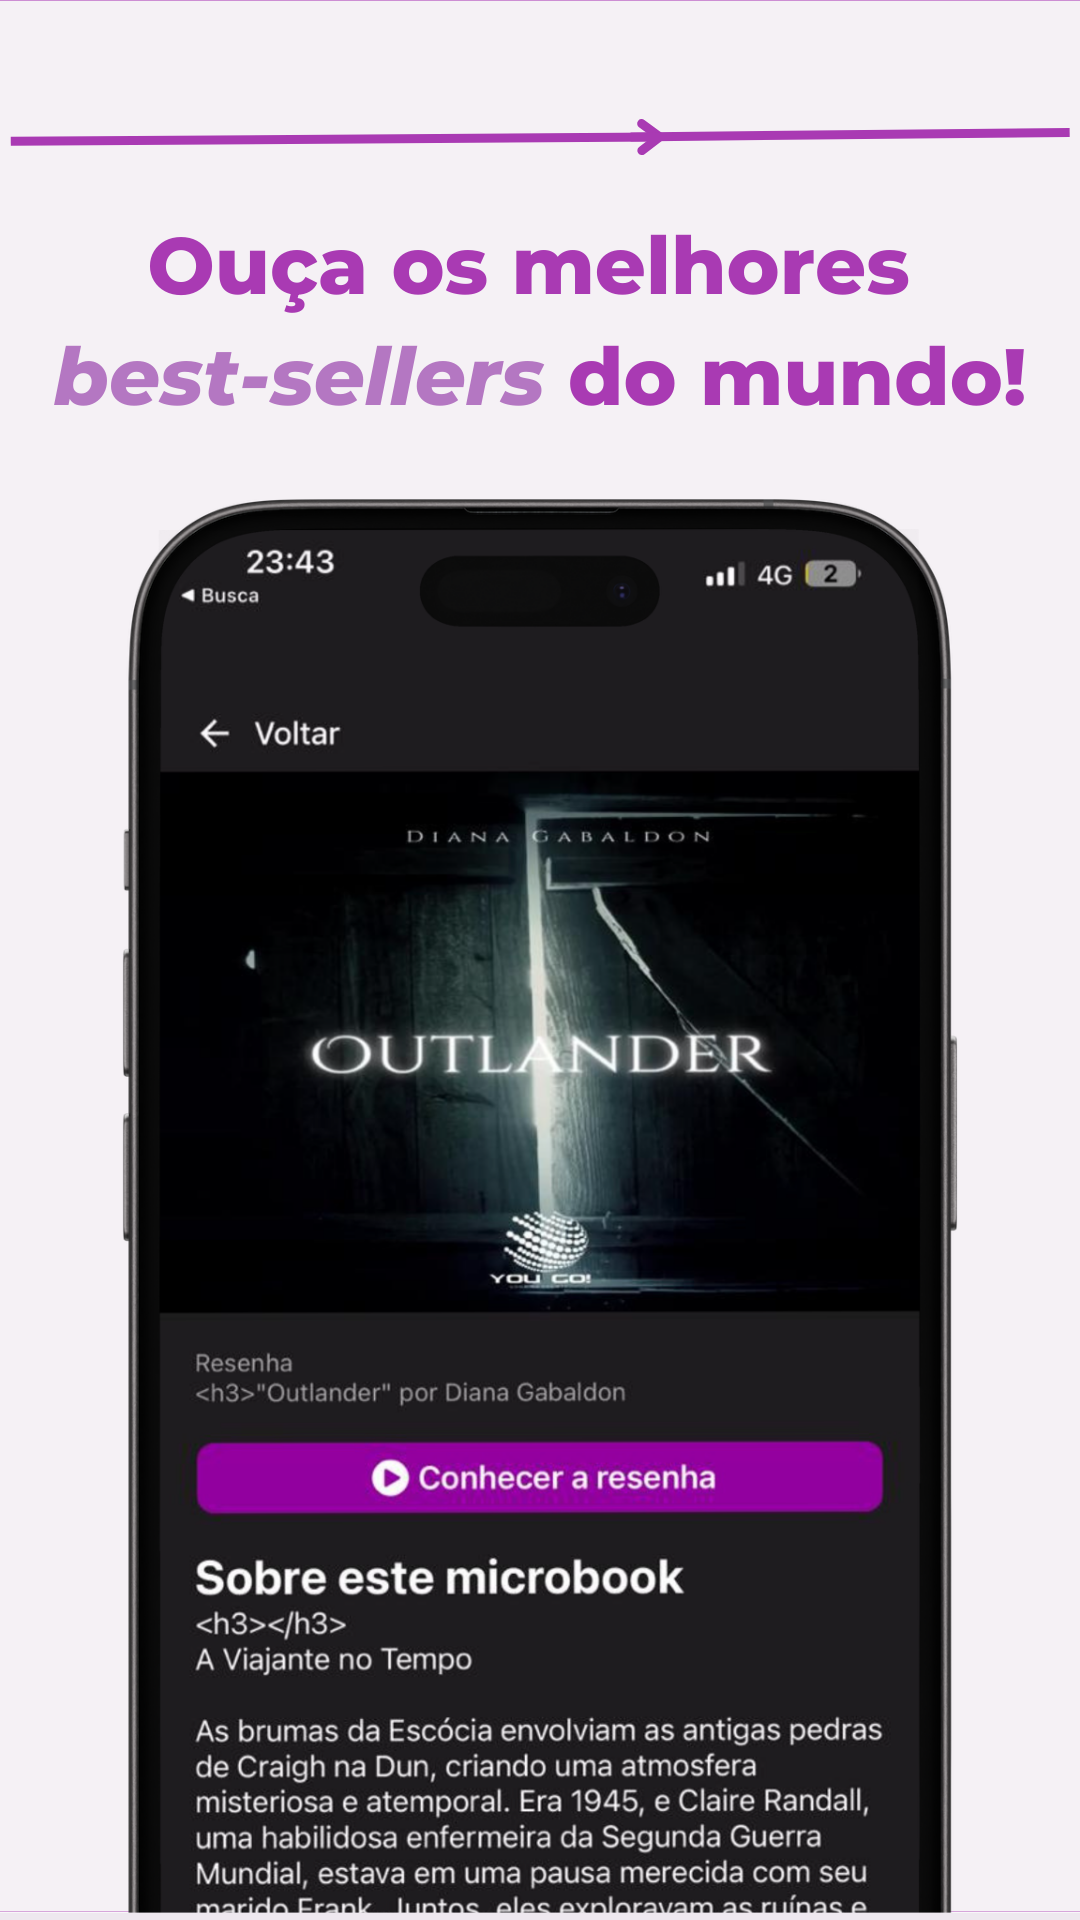 Ouça os melhores
best-sellers do mundo!
23:43
4G
2
◀ Busca
← Voltar
DIANA GABALDON
OUTLANDER
YOU GO!
Resenha
<h3>"Outlander" por Diana Gabaldon
Conhecer a resenha
Sobre este microbook
<h3></h3>
A Viajante no Tempo
As brumas da Escócia envolviam as antigas pedras
de Craigh na Dun, criando uma atmosfera
misteriosa e atemporal. Era 1945, e Claire Randall,
uma habilidosa enfermeira da Segunda Guerra
Mundial, estava em uma pausa merecida com seu
marido Frank. Juntos, eles exploravam as ruínas e